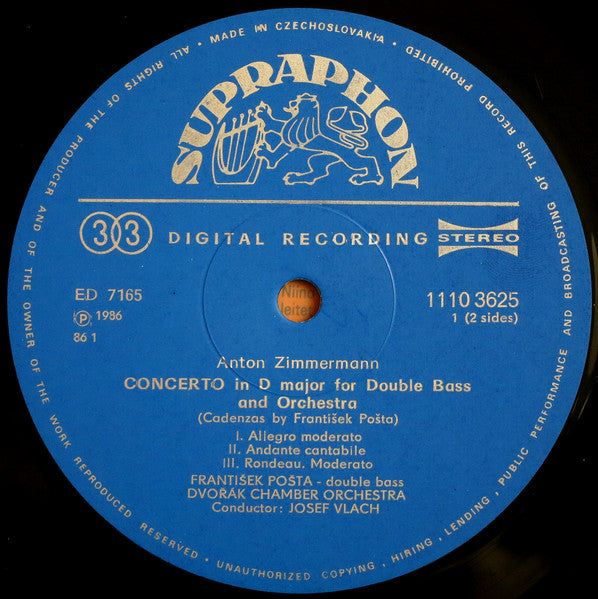 • MADE IN CZECHOSLOVAKIA •
ALL RIGHTS OF THE PRODUCER AND OF THE OWNER OF THE WORK REPRODUCED RESERVED • UNAUTHORIZED COPYING, HIRING, LENDING, PUBLIC PERFORMANCE AND BROADCASTING OF THIS RECORD PROHIBITED
SUPRAPHON
33 DIGITAL RECORDING STEREO
ED 7165
℗ 1986
86 1
1110 3625
1 (2 sides)
Anton Zimmermann
CONCERTO in D major for Double Bass
and Orchestra
(Cadenzas by František Pošta)
I. Allegro moderato
II. Andante cantabile
III. Rondeau. Moderato
FRANTIŠEK POŠTA - double bass
DVOŘÁK CHAMBER ORCHESTRA
Conductor: JOSEF VLACH